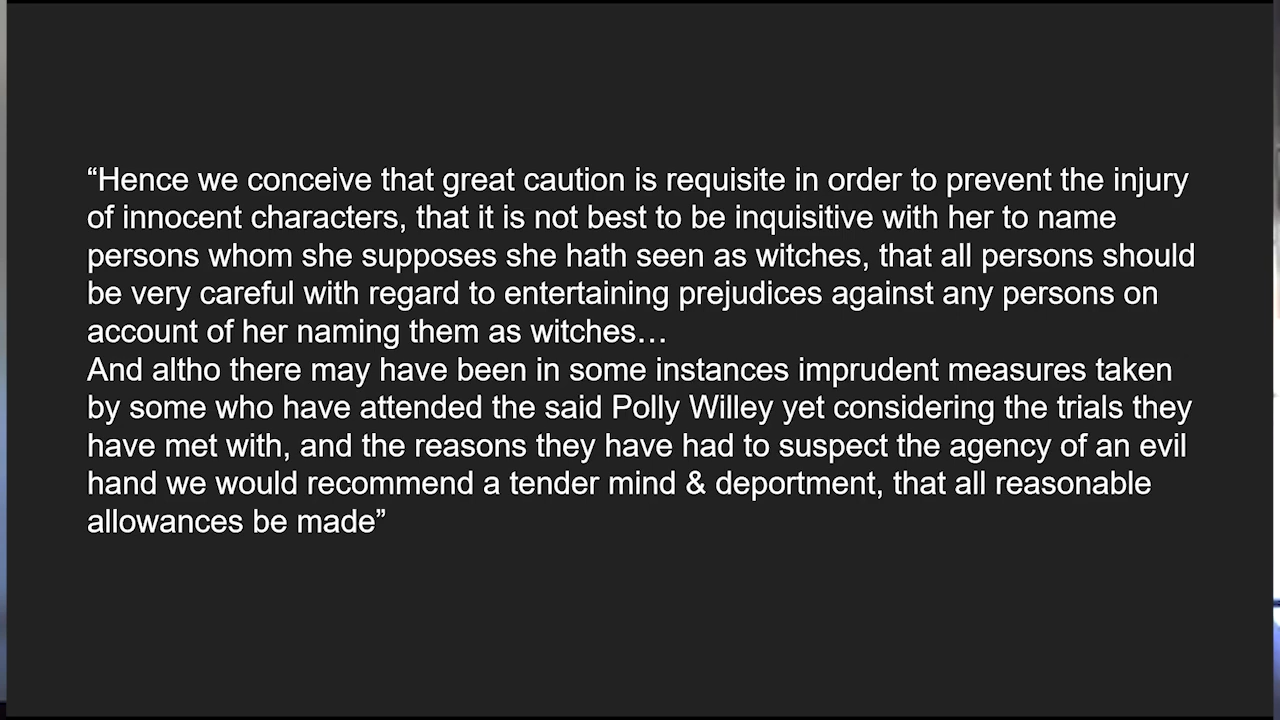 “Hence we conceive that great caution is requisite in order to prevent the injury
of innocent characters, that it is not best to be inquisitive with her to name
persons whom she supposes she hath seen as witches, that all persons should
be very careful with regard to entertaining prejudices against any persons on
account of her naming them as witches…
And altho there may have been in some instances imprudent measures taken
by some who have attended the said Polly Willey yet considering the trials they
have met with, and the reasons they have had to suspect the agency of an evil
hand we would recommend a tender mind & deportment, that all reasonable
allowances be made”